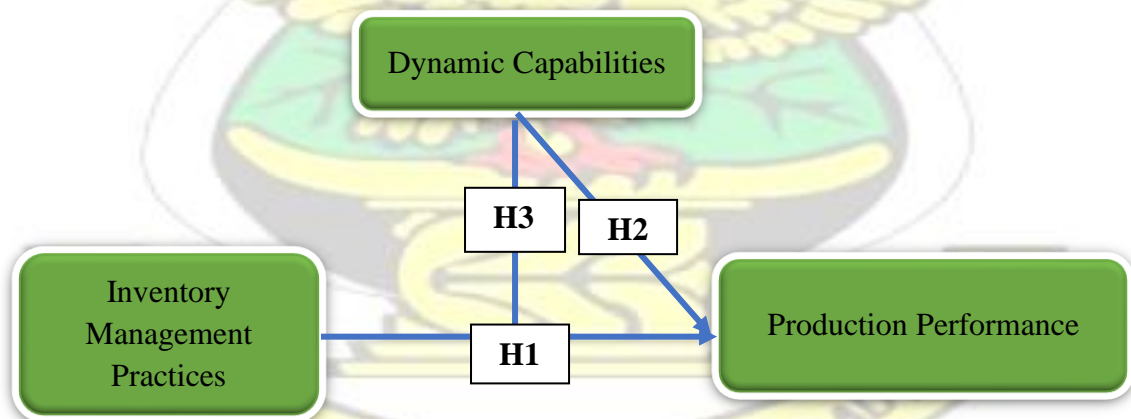 Dynamic Capabilities
H3
H2
Inventory
Management
Practices
H1
Production Performance